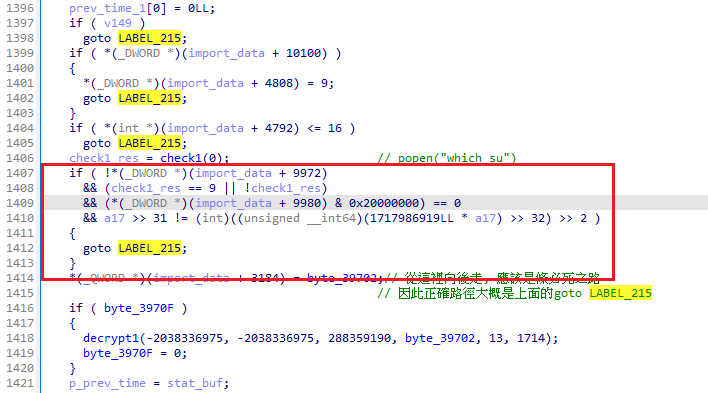 1396 prev_time_1[0] = 0LL;
1397 if ( v149 )
1398 goto LABEL_215;
1399 if ( *(_DWORD *)(import_data + 10100) )
1400 {
1401 *(_DWORD *)(import_data + 4808) = 9;
1402 goto LABEL_215;
1403 }
1404 if ( *(int *)(import_data + 4792) <= 16 )
1405 goto LABEL_215;
1406 check1_res = check1(0); // popen("which su")
1407 if ( !*(_DWORD *)(import_data + 9972)
1408 && (check1_res == 9 || !check1_res)
1409 && (*(_DWORD *)(import_data + 9980) & 0x20000000) == 0
1410 && a17 >> 31 != (int)((unsigned __int64)(1717986919LL * a17) >> 32) >> 2 )
1411 {
1412 goto LABEL_215;
1413 }
1414 *(_QWORD *)(import_data + 3184) = byte_39702;// 從這裡向後走，應該是條必死之路
1415 // 因此正確路徑大概是上面的goto LABEL_215
1416 if ( byte_3970F )
1417 {
1418 decrypt1(-2038336975, -2038336975, 288359190, byte_39702, 13, 1714);
1419 byte_3970F = 0;
1420 }
1421 p_prev_time = stat_buf;